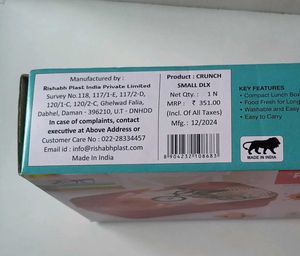 Manufactured by :
Rishabh Plast India Private Limited
Survey No.118, 117/1-E, 117/2-D,
120/1-C, 120/2-C, Ghelwad Falia,
Dabhel, Daman - 396210, U.T - DNHDD
In case of complaints, contact
executive at Above Address or
Customer Care No : 022-28334457
Email id : info@rishabhplast.com
Made In India
Product : CRUNCH
SMALL DLX
Net Qty. : 1 N
MRP : ₹ 351.00
(Incl. Of All Taxes)
Mfg. : 12/2024
8 904232 108683
KEY FEATURES
- Compact Lunch Box
- Food Fresh for Long
- Washable and Easy
- Easy to Carry
MAKE IN INDIA